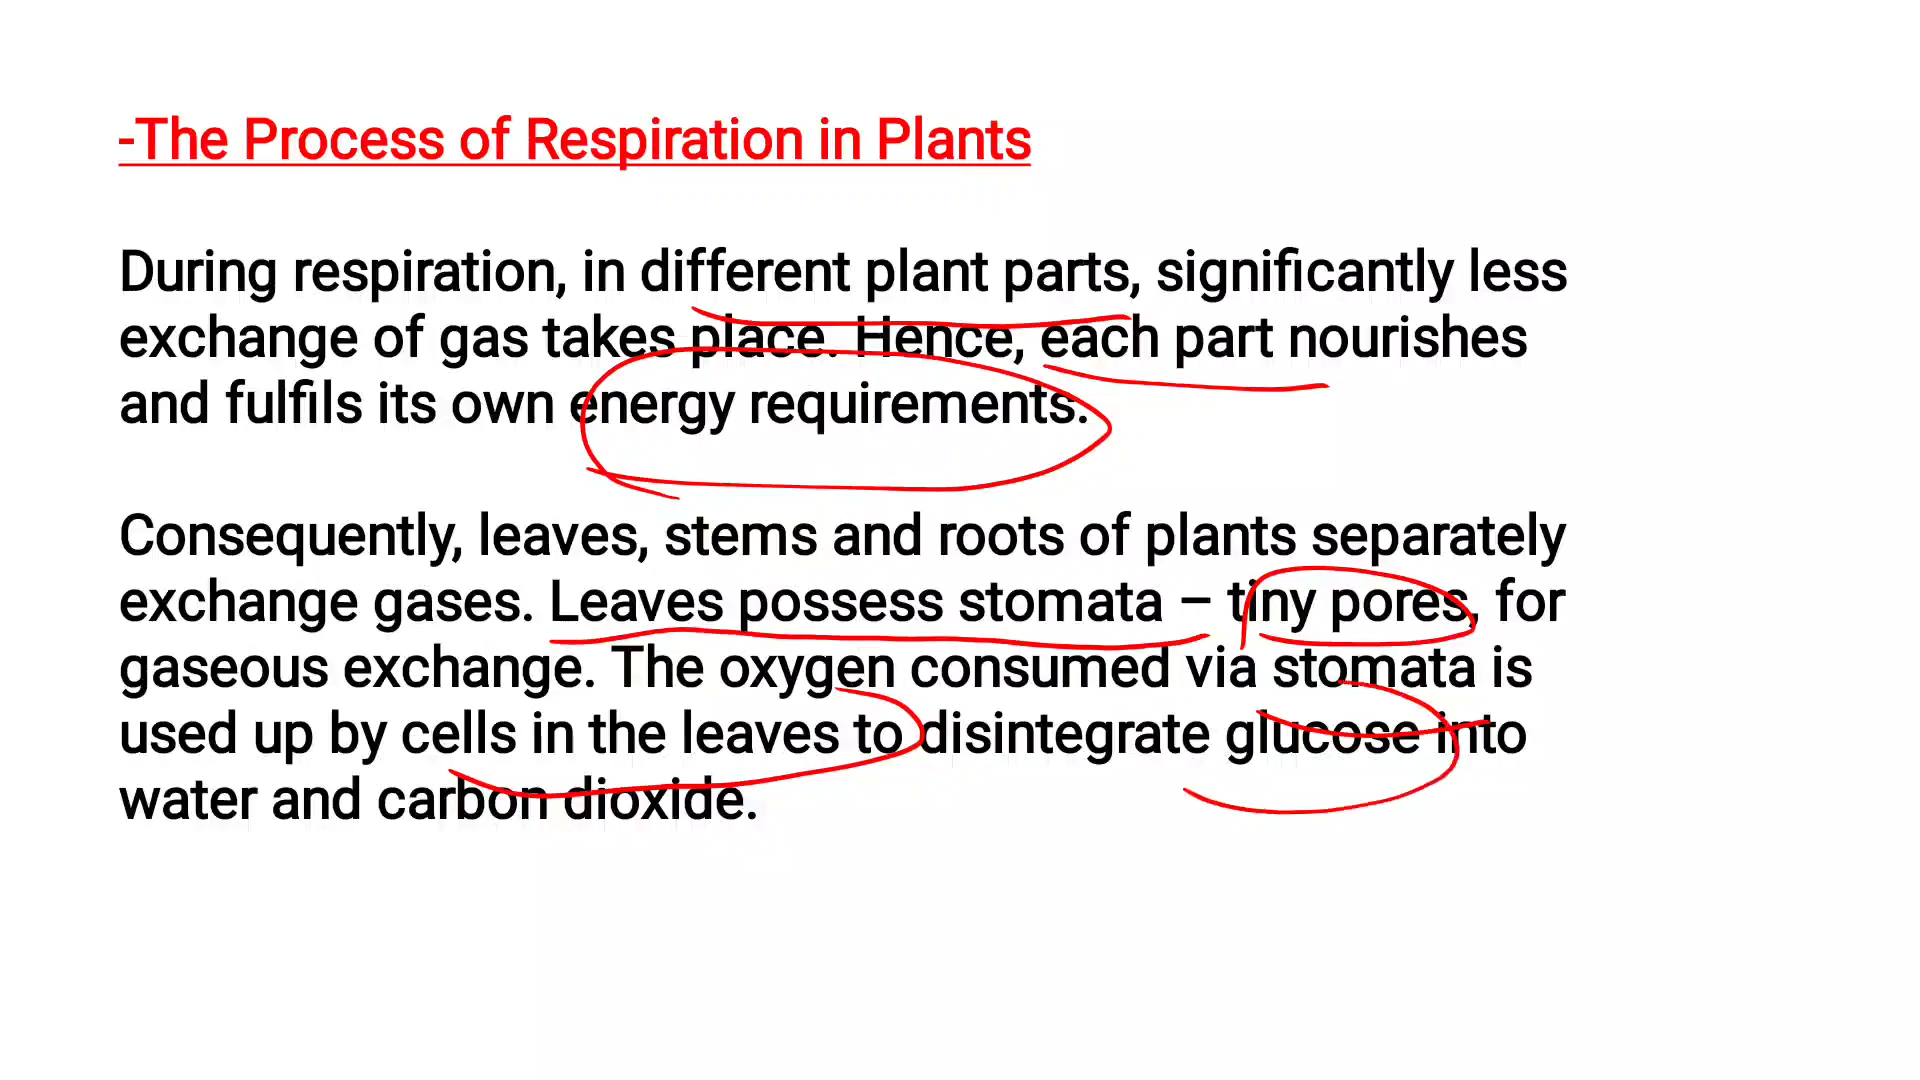 -The Process of Respiration in Plants
During respiration, in different plant parts, significantly less
exchange of gas takes place. Hence, each part nourishes
and fulfils its own energy requirements.
Consequently, leaves, stems and roots of plants separately
exchange gases. Leaves possess stomata – tiny pores, for
gaseous exchange. The oxygen consumed via stomata is
used up by cells in the leaves to disintegrate glucose into
water and carbon dioxide.